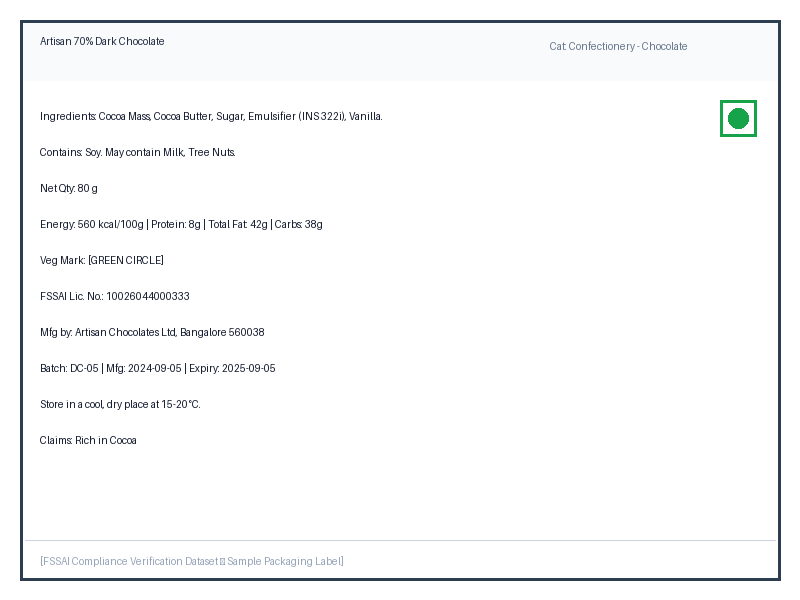 Artisan 70% Dark Chocolate
Cat: Confectionery - Chocolate
Ingredients: Cocoa Mass, Cocoa Butter, Sugar, Emulsifier (INS 322i), Vanilla.
Contains: Soy. May contain Milk, Tree Nuts.
Net Qty: 80 g
Energy: 560 kcal/100g | Protein: 8g | Total Fat: 42g | Carbs: 38g
Veg Mark: [GREEN CIRCLE]
FSSAI Lic. No.: 10026044000333
Mfg by: Artisan Chocolates Ltd, Bangalore 560038
Batch: DC-05 | Mfg: 2024-09-05 | Expiry: 2025-09-05
Store in a cool, dry place at 15-20°C.
Claims: Rich in Cocoa
[FSSAI Compliance Verification Dataset Sample Packaging Label]